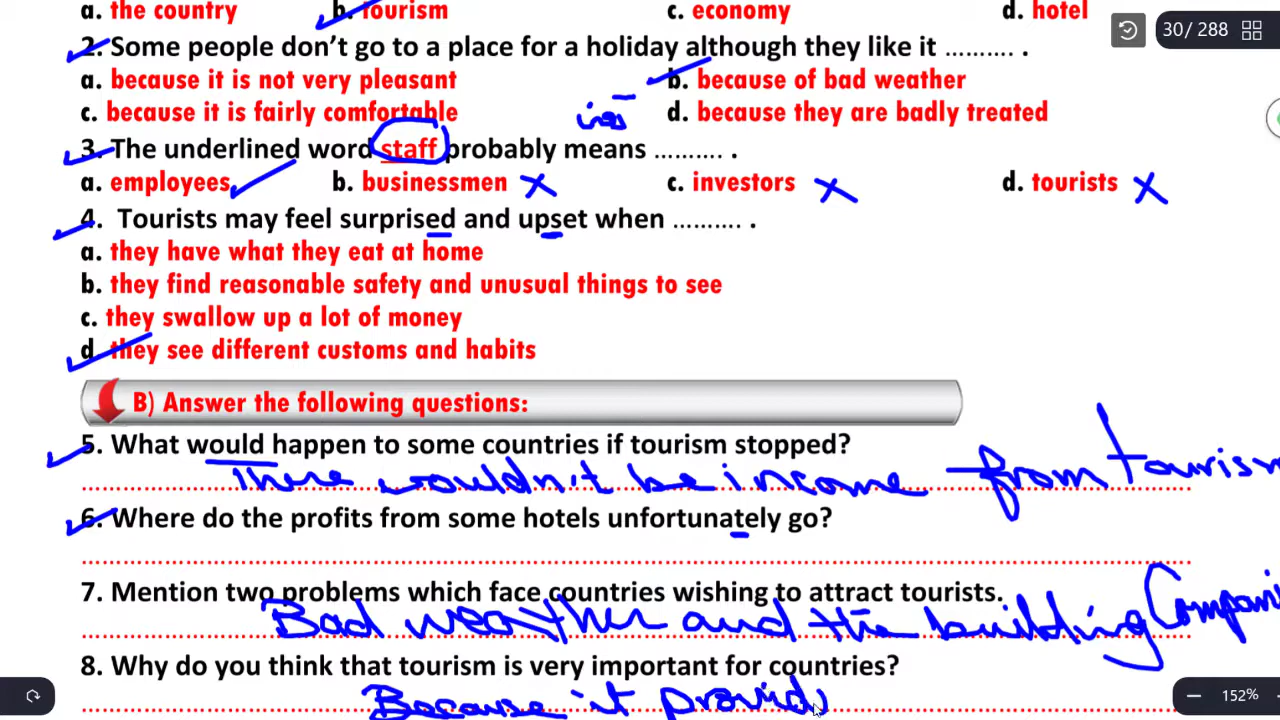 a. the country b. tourism c. economy d. hotel
30 / 288
2. Some people don't go to a place for a holiday although they like it .......... .
a. because it is not very pleasant b. because of bad weather
c. because it is fairly comfortable d. because they are badly treated
3. The underlined word staff probably means .......... .
a. employees b. businessmen c. investors d. tourists
4. Tourists may feel surprised and upset when .......... .
a. they have what they eat at home
b. they find reasonable safety and unusual things to see
c. they swallow up a lot of money
d. they see different customs and habits
B) Answer the following questions:
5. What would happen to some countries if tourism stopped?
There wouldn't be income from tourism
6. Where do the profits from some hotels unfortunately go?
7. Mention two problems which face countries wishing to attract tourists.
Bad weather and the building Compani
8. Why do you think that tourism is very important for countries?
Because it provid
152%